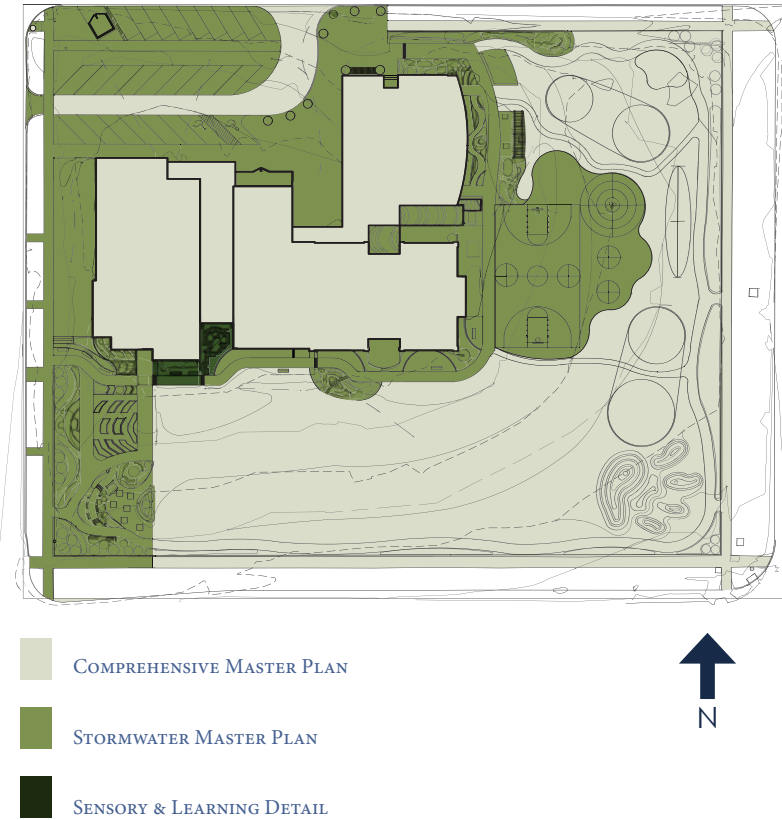 Comprehensive Master Plan
N
Stormwater Master Plan
Sensory & Learning Detail